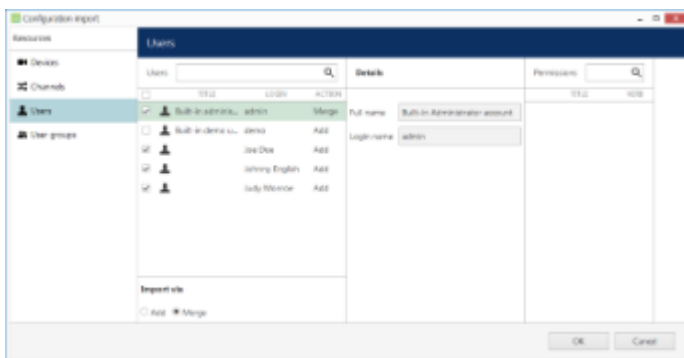 Configuration import
Resources
Devices
Channels
Users
User groups
Users
Users
TITLE LOGIN ACTION
Built-in adminis... admin Merge
Built-in demo u... demo Add
Joe Doe Add
Johnny English Add
Judy Monroe Add
Import via
Add Merge
Details
Full name Built-in Administrator account
Login name admin
Permissions
TITLE
OK Cancel